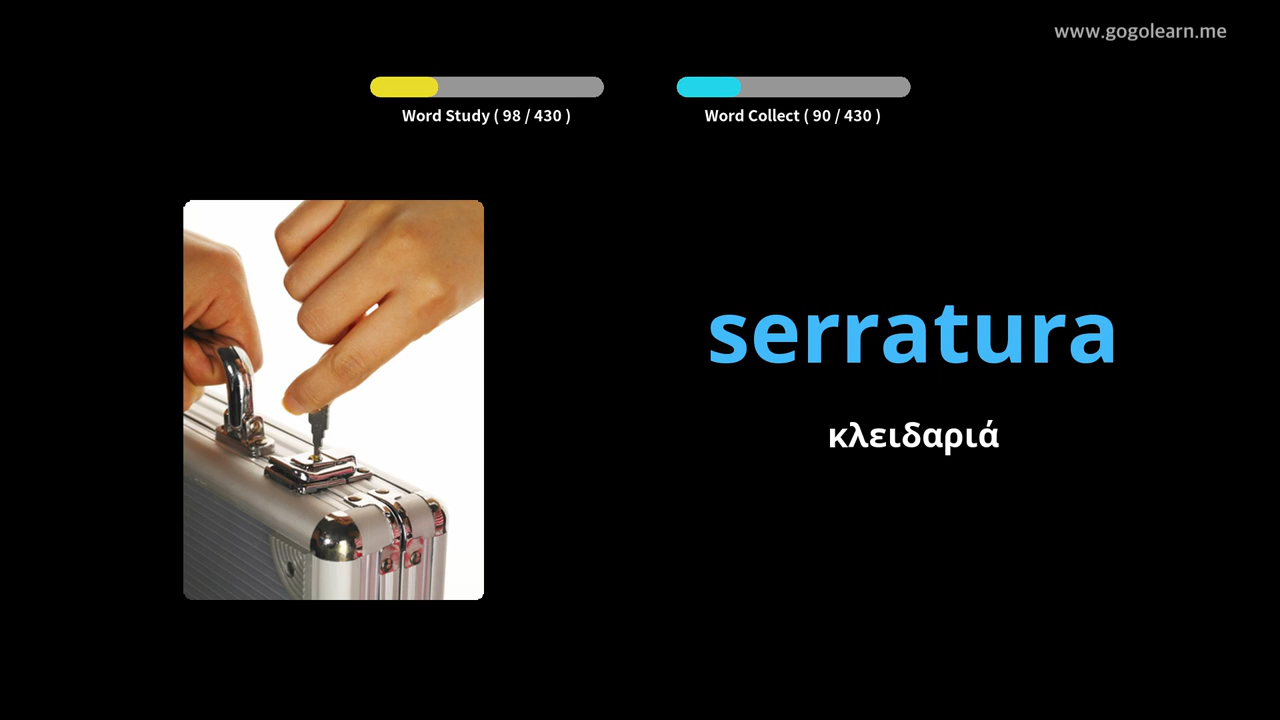 www.gogolearn.me
Word Study ( 98 / 430 )
Word Collect ( 90 / 430 )
serratura
κλειδαριά